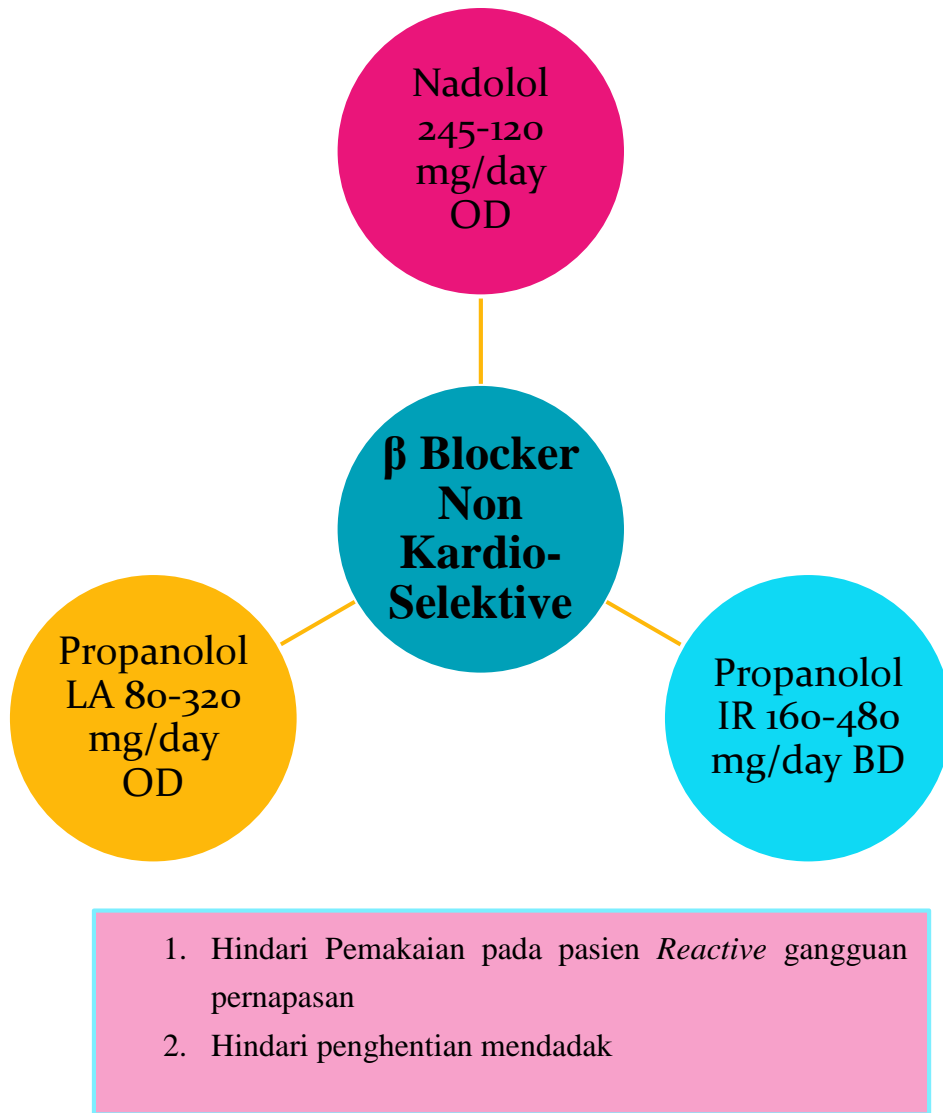 Nadolol
245-120
mg/day
OD
β Blocker
Non
Kardio-
Selektive
Propanolol
LA 80-320
mg/day
OD
Propanolol
IR 160-480
mg/day BD
1. Hindari Pemakaian pada pasien Reactive gangguan
pernapasan
2. Hindari penghentian mendadak